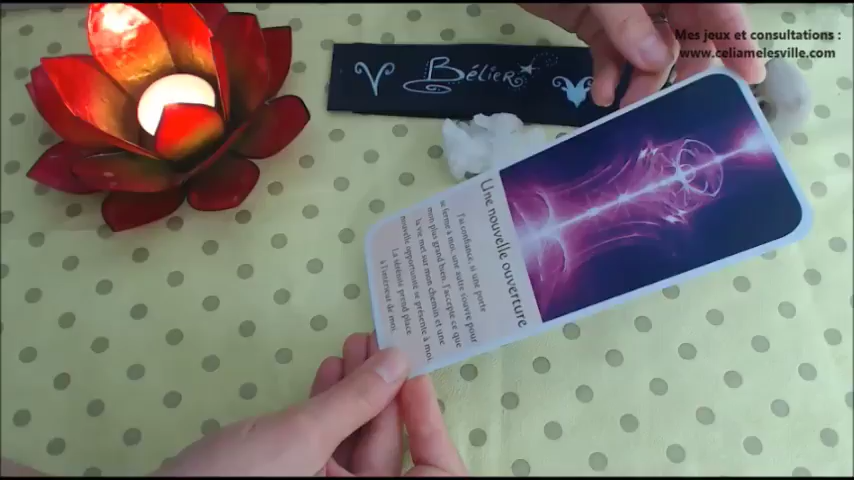 Mes jeux et consultations :
www.celiamelesville.com
Bélier
Une nouvelle ouverture
J'ai confiance, si une porte
se ferme à moi, une autre s'ouvre pour
mon plus grand bien. J'accepte ce que
la vie met sur mon chemin et une
nouvelle opportunité se présente à moi.
La sérénité prend place
à l'intérieur de moi.